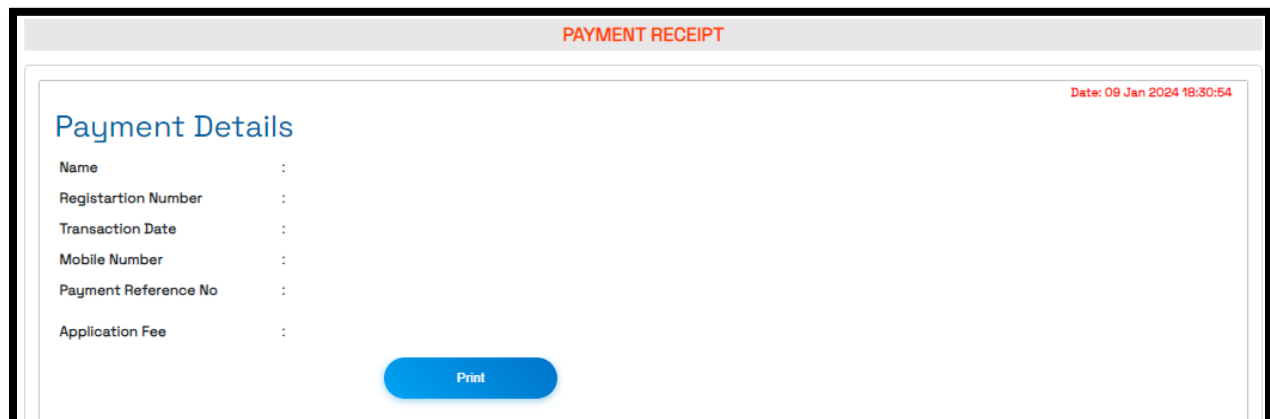 PAYMENT RECEIPT
Date: 09 Jan 2024 18:30:54
Payment Details
Name :
Registartion Number :
Transaction Date :
Mobile Number :
Payment Reference No :
Application Fee :
Print